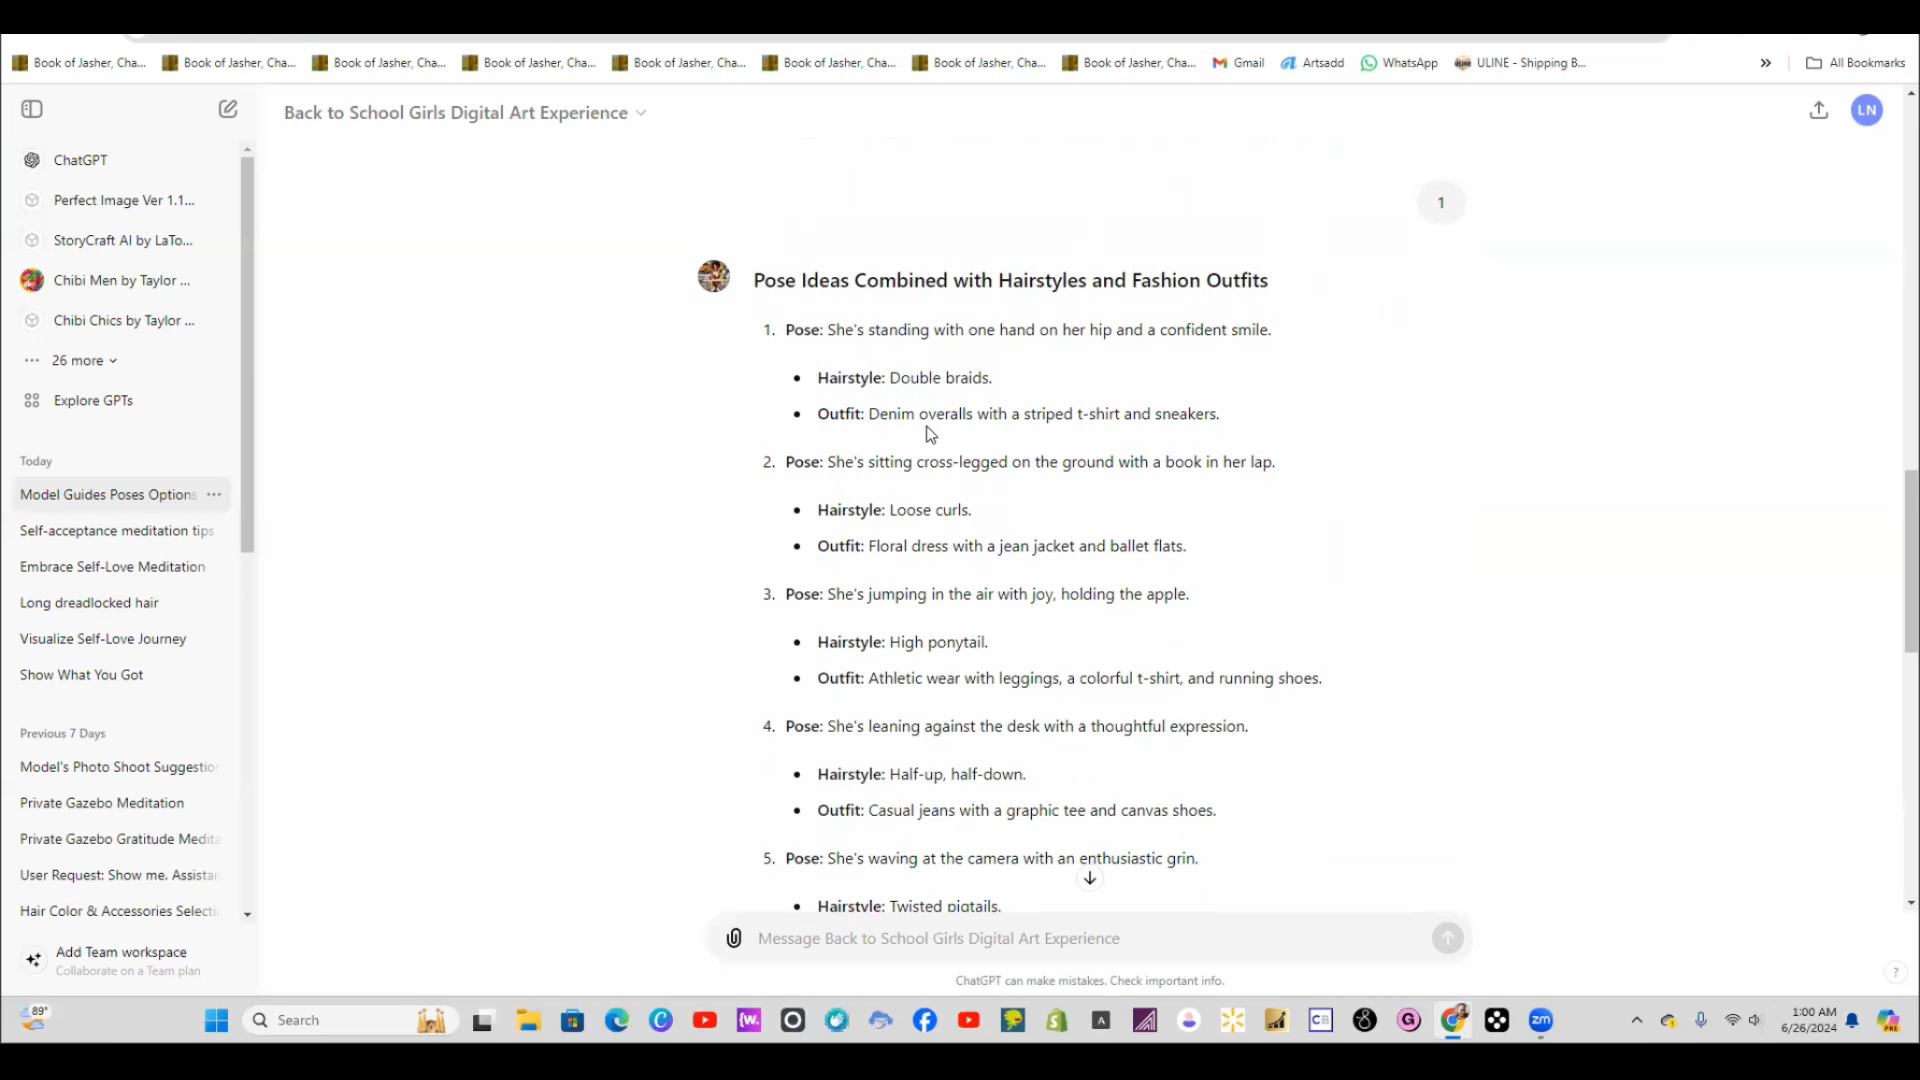 Book of Jasher, Cha... Book of Jasher, Cha... Book of Jasher, Cha... Book of Jasher, Cha... Book of Jasher, Cha... Book of Jasher, Cha... Book of Jasher, Cha... Book of Jasher, Cha... Gmail Artsadd WhatsApp ULINE - Shipping B... » All Bookmarks
Back to School Girls Digital Art Experience
LN
ChatGPT
Perfect Image Ver 1.1...
StoryCraft AI by LaTo...
Chibi Men by Taylor ...
Chibi Chics by Taylor ...
26 more
Explore GPTs
Today
Model Guides Poses Options
Self-acceptance meditation tips
Embrace Self-Love Meditation
Long dreadlocked hair
Visualize Self-Love Journey
Show What You Got
Previous 7 Days
Model's Photo Shoot Suggestion
Private Gazebo Meditation
Private Gazebo Gratitude Medita
User Request: Show me. Assistan
Hair Color & Accessories Selecti
Add Team workspace
Collaborate on a Team plan
1
Pose Ideas Combined with Hairstyles and Fashion Outfits
1. Pose: She's standing with one hand on her hip and a confident smile.
• Hairstyle: Double braids.
• Outfit: Denim overalls with a striped t-shirt and sneakers.
2. Pose: She's sitting cross-legged on the ground with a book in her lap.
• Hairstyle: Loose curls.
• Outfit: Floral dress with a jean jacket and ballet flats.
3. Pose: She's jumping in the air with joy, holding the apple.
• Hairstyle: High ponytail.
• Outfit: Athletic wear with leggings, a colorful t-shirt, and running shoes.
4. Pose: She's leaning against the desk with a thoughtful expression.
• Hairstyle: Half-up, half-down.
• Outfit: Casual jeans with a graphic tee and canvas shoes.
5. Pose: She's waving at the camera with an enthusiastic grin.
• Hairstyle: Twisted pigtails.
Message Back to School Girls Digital Art Experience
ChatGPT can make mistakes. Check important info.
?
89°
Search
1:00 AM
6/26/2024